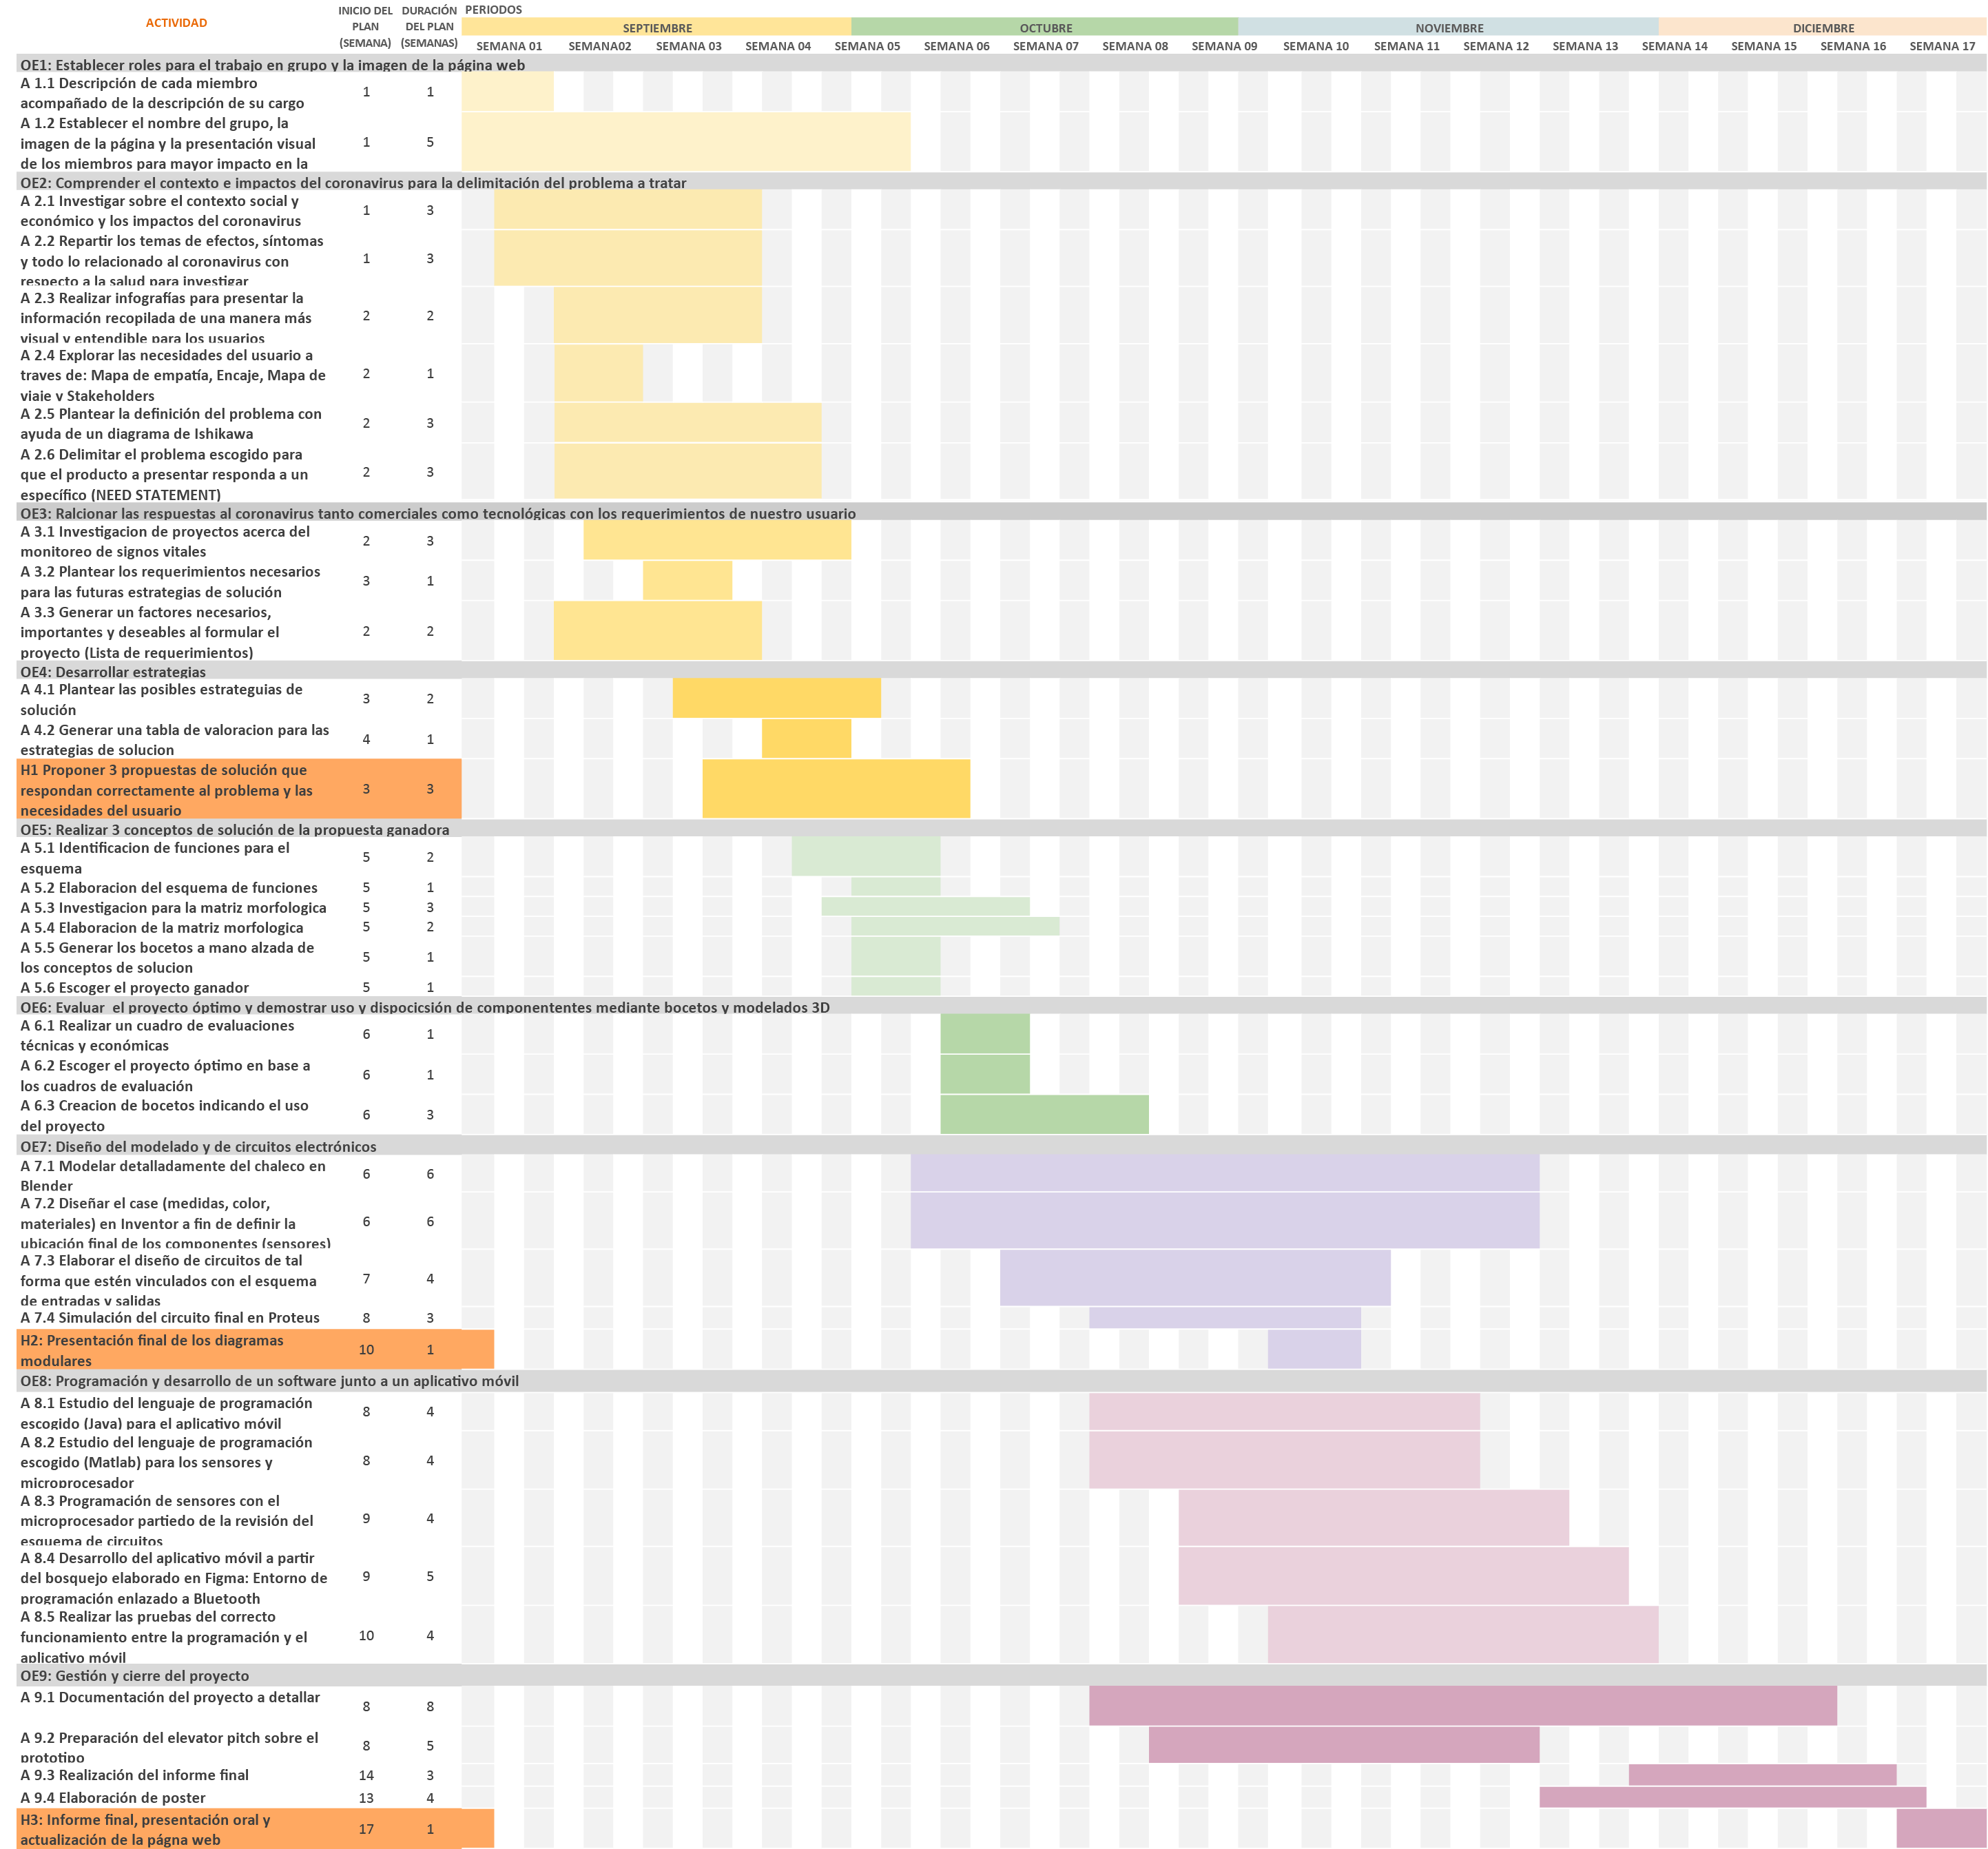 ACTIVIDAD
INICIO DEL
PLAN
(SEMANA)
DURACIÓN
DEL PLAN
(SEMANAS)
PERIODOS
SEPTIEMBRE OCTUBRE NOVIEMBRE DICIEMBRE
SEMANA 01 SEMANA02 SEMANA 03 SEMANA 04 SEMANA 05 SEMANA 06 SEMANA 07 SEMANA 08 SEMANA 09 SEMANA 10 SEMANA 11 SEMANA 12 SEMANA 13 SEMANA 14 SEMANA 15 SEMANA 16 SEMANA 17
OE1: Establecer roles para el trabajo en grupo y la imagen de la página web
A 1.1 Descripción de cada miembro
acompañado de la descripción de su cargo
1 1
A 1.2 Establecer el nombre del grupo, la
imagen de la página y la presentación visual
de los miembros para mayor impacto en la
1 5
OE2: Comprender el contexto e impactos del coronavirus para la delimitación del problema a tratar
A 2.1 Investigar sobre el contexto social y
económico y los impactos del coronavirus
1 3
A 2.2 Repartir los temas de efectos, síntomas
y todo lo relacionado al coronavirus con
respecto a la salud para investigar
1 3
A 2.3 Realizar infografías para presentar la
información recopilada de una manera más
visual y entendible para los usuarios
2 2
A 2.4 Explorar las necesidades del usuario a
traves de: Mapa de empatía, Encaje, Mapa de
viaje y Stakeholders
2 1
A 2.5 Plantear la definición del problema con
ayuda de un diagrama de Ishikawa
2 3
A 2.6 Delimitar el problema escogido para
que el producto a presentar responda a un
específico (NEED STATEMENT)
2 3
OE3: Ralcionar las respuestas al coronavirus tanto comerciales como tecnológicas con los requerimientos de nuestro usuario
A 3.1 Investigacion de proyectos acerca del
monitoreo de signos vitales
2 3
A 3.2 Plantear los requerimientos necesarios
para las futuras estrategias de solución
3 1
A 3.3 Generar un factores necesarios,
importantes y deseables al formular el
proyecto (Lista de requerimientos)
2 2
OE4: Desarrollar estrategias
A 4.1 Plantear las posibles estrateguias de
solución
3 2
A 4.2 Generar una tabla de valoracion para las
estrategias de solucion
4 1
H1 Proponer 3 propuestas de solución que
respondan correctamente al problema y las
necesidades del usuario
3 3
OE5: Realizar 3 conceptos de solución de la propuesta ganadora
A 5.1 Identificacion de funciones para el
esquema
5 2
A 5.2 Elaboracion del esquema de funciones 5 1
A 5.3 Investigacion para la matriz morfologica 5 3
A 5.4 Elaboracion de la matriz morfologica 5 2
A 5.5 Generar los bocetos a mano alzada de
los conceptos de solucion
5 1
A 5.6 Escoger el proyecto ganador 5 1
OE6: Evaluar  el proyecto óptimo y demostrar uso y dispocicsión de componententes mediante bocetos y modelados 3D
A 6.1 Realizar un cuadro de evaluaciones
técnicas y económicas
6 1
A 6.2 Escoger el proyecto óptimo en base a
los cuadros de evaluación
6 1
A 6.3 Creacion de bocetos indicando el uso
del proyecto
6 3
OE7: Diseño del modelado y de circuitos electrónicos
A 7.1 Modelar detalladamente del chaleco en
Blender
6 6
A 7.2 Diseñar el case (medidas, color,
materiales) en Inventor a fin de definir la
ubicación final de los componentes (sensores)
6 6
A 7.3 Elaborar el diseño de circuitos de tal
forma que estén vinculados con el esquema
de entradas y salidas
7 4
A 7.4 Simulación del circuito final en Proteus 8 3
H2: Presentación final de los diagramas
modulares
10 1
OE8: Programación y desarrollo de un software junto a un aplicativo móvil
A 8.1 Estudio del lenguaje de programación
escogido (Java) para el aplicativo móvil
8 4
A 8.2 Estudio del lenguaje de programación
escogido (Matlab) para los sensores y
microprocesador
8 4
A 8.3 Programación de sensores con el
microprocesador partiedo de la revisión del
esquema de circuitos
9 4
A 8.4 Desarrollo del aplicativo móvil a partir
del bosquejo elaborado en Figma: Entorno de
programación enlazado a Bluetooth
9 5
A 8.5 Realizar las pruebas del correcto
funcionamiento entre la programación y el
aplicativo móvil
10 4
OE9: Gestión y cierre del proyecto
A 9.1 Documentación del proyecto a detallar
8 8
A 9.2 Preparación del elevator pitch sobre el
prototipo
8 5
A 9.3 Realización del informe final 14 3
A 9.4 Elaboración de poster 13 4
H3: Informe final, presentación oral y
actualización de la págna web
17 1